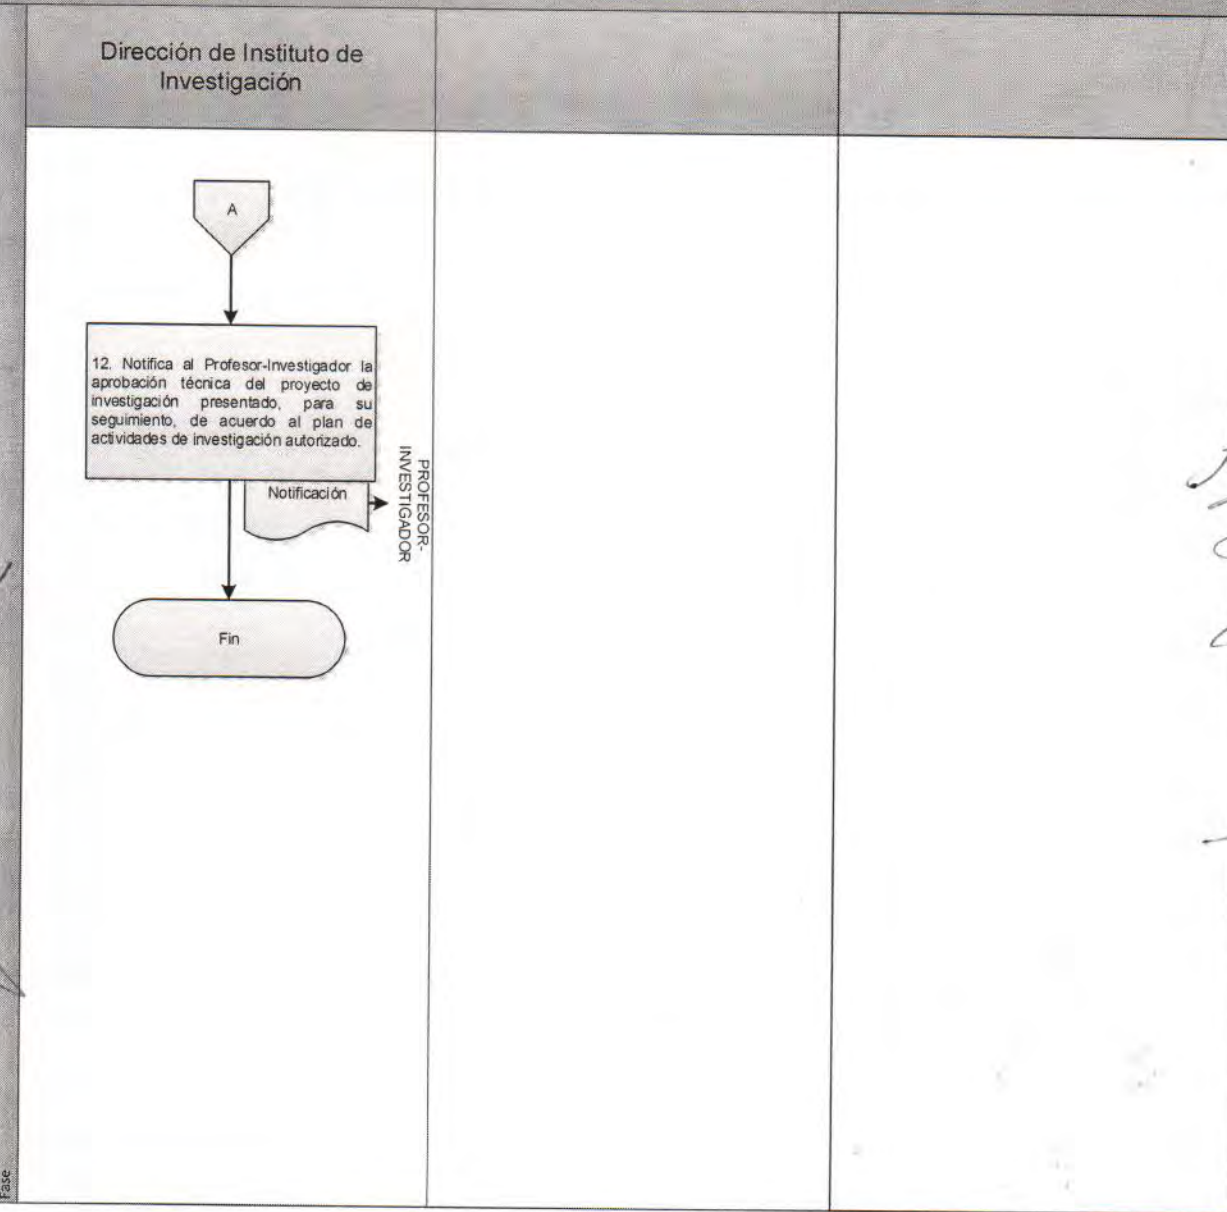 Dirección de Instituto de
Investigación
A
12. Notifica al Profesor-Investigador la
aprobación técnica del proyecto de
investigación presentado, para su
seguimiento, de acuerdo al plan de
actividades de investigación autorizado.
Notificación
PROFESOR-
INVESTIGADOR
Fin
Fase